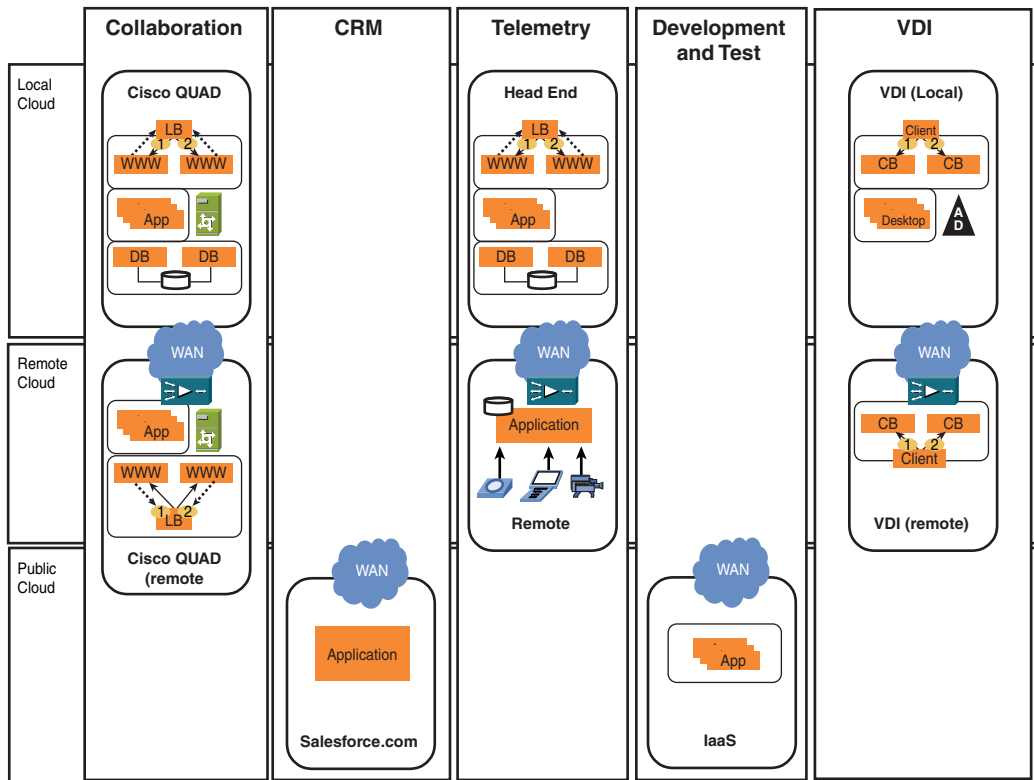 Collaboration
CRM
Telemetry
Development
and Test
VDI
Local
Cloud
Cisco QUAD
LB
1 2
WWW WWW
App
DB DB
Head End
LB
1 2
WWW WWW
App
DB DB
VDI (Local)
Client
1 2
CB CB
Desktop
A
D
Remote
Cloud
WAN
App
WWW WWW
1 2
LB
Cisco QUAD
(remote
WAN
Application
Remote
WAN
CB CB
1 2
Client
VDI (remote)
Public
Cloud
WAN
Application
Salesforce.com
WAN
App
IaaS